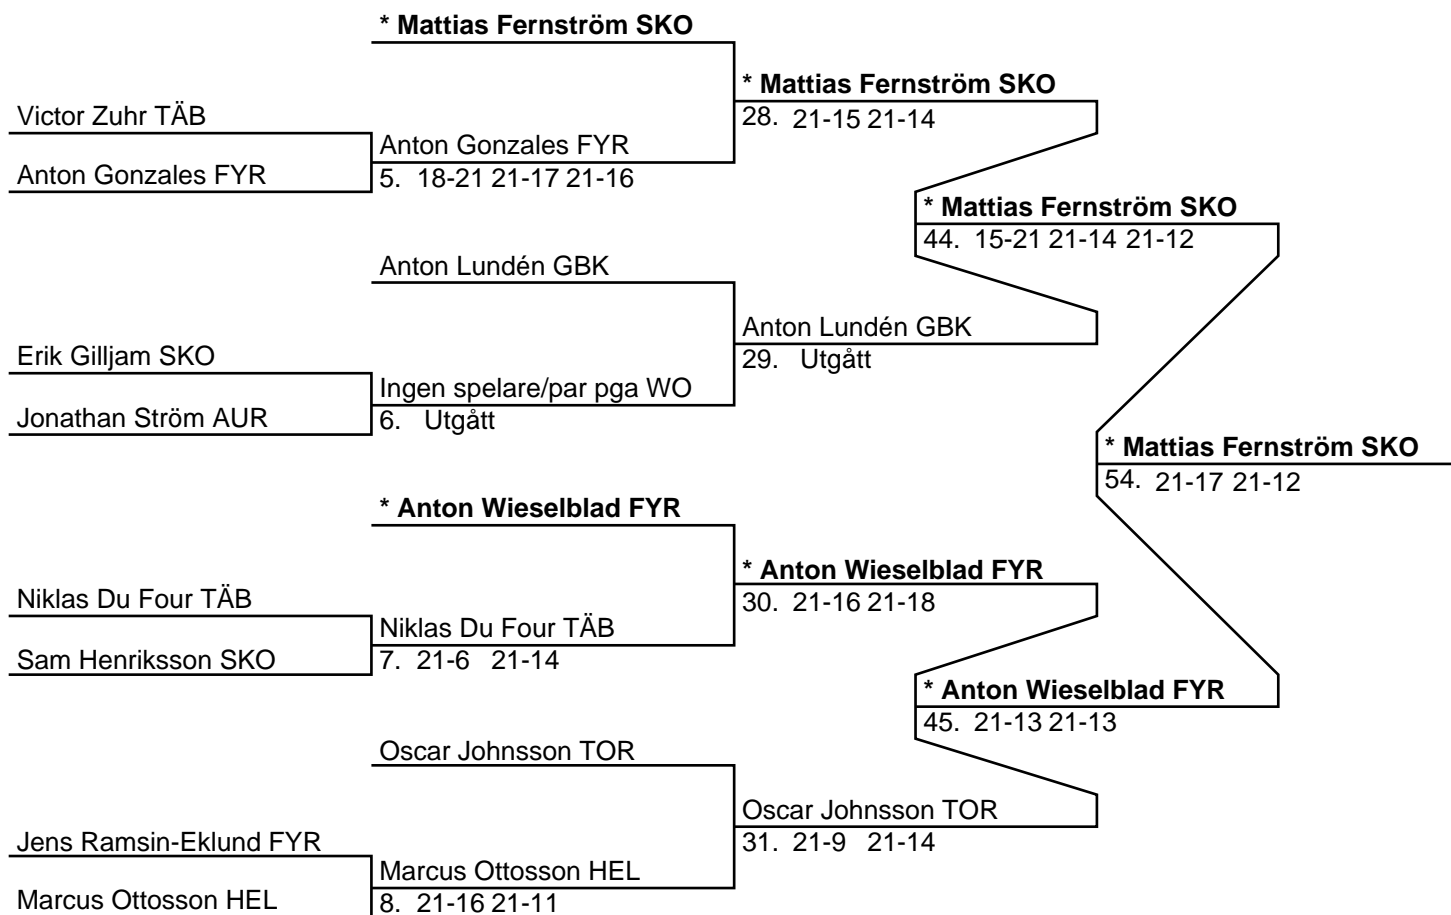 * Mattias Fernström SKO
* Mattias Fernström SKO
28. 21-15 21-14
Victor Zuhr TÄB
Anton Gonzales FYR
Anton Gonzales FYR
5. 18-21 21-17 21-16
* Mattias Fernström SKO
44. 15-21 21-14 21-12
Anton Lundén GBK
Anton Lundén GBK
29. Utgått
Erik Gilljam SKO
Ingen spelare/par pga WO
Jonathan Ström AUR
6. Utgått
* Mattias Fernström SKO
54. 21-17 21-12
* Anton Wieselblad FYR
* Anton Wieselblad FYR
30. 21-16 21-18
Niklas Du Four TÄB
Niklas Du Four TÄB
Sam Henriksson SKO
7. 21-6 21-14
* Anton Wieselblad FYR
45. 21-13 21-13
Oscar Johnsson TOR
Oscar Johnsson TOR
31. 21-9 21-14
Jens Ramsin-Eklund FYR
Marcus Ottosson HEL
Marcus Ottosson HEL
8. 21-16 21-11